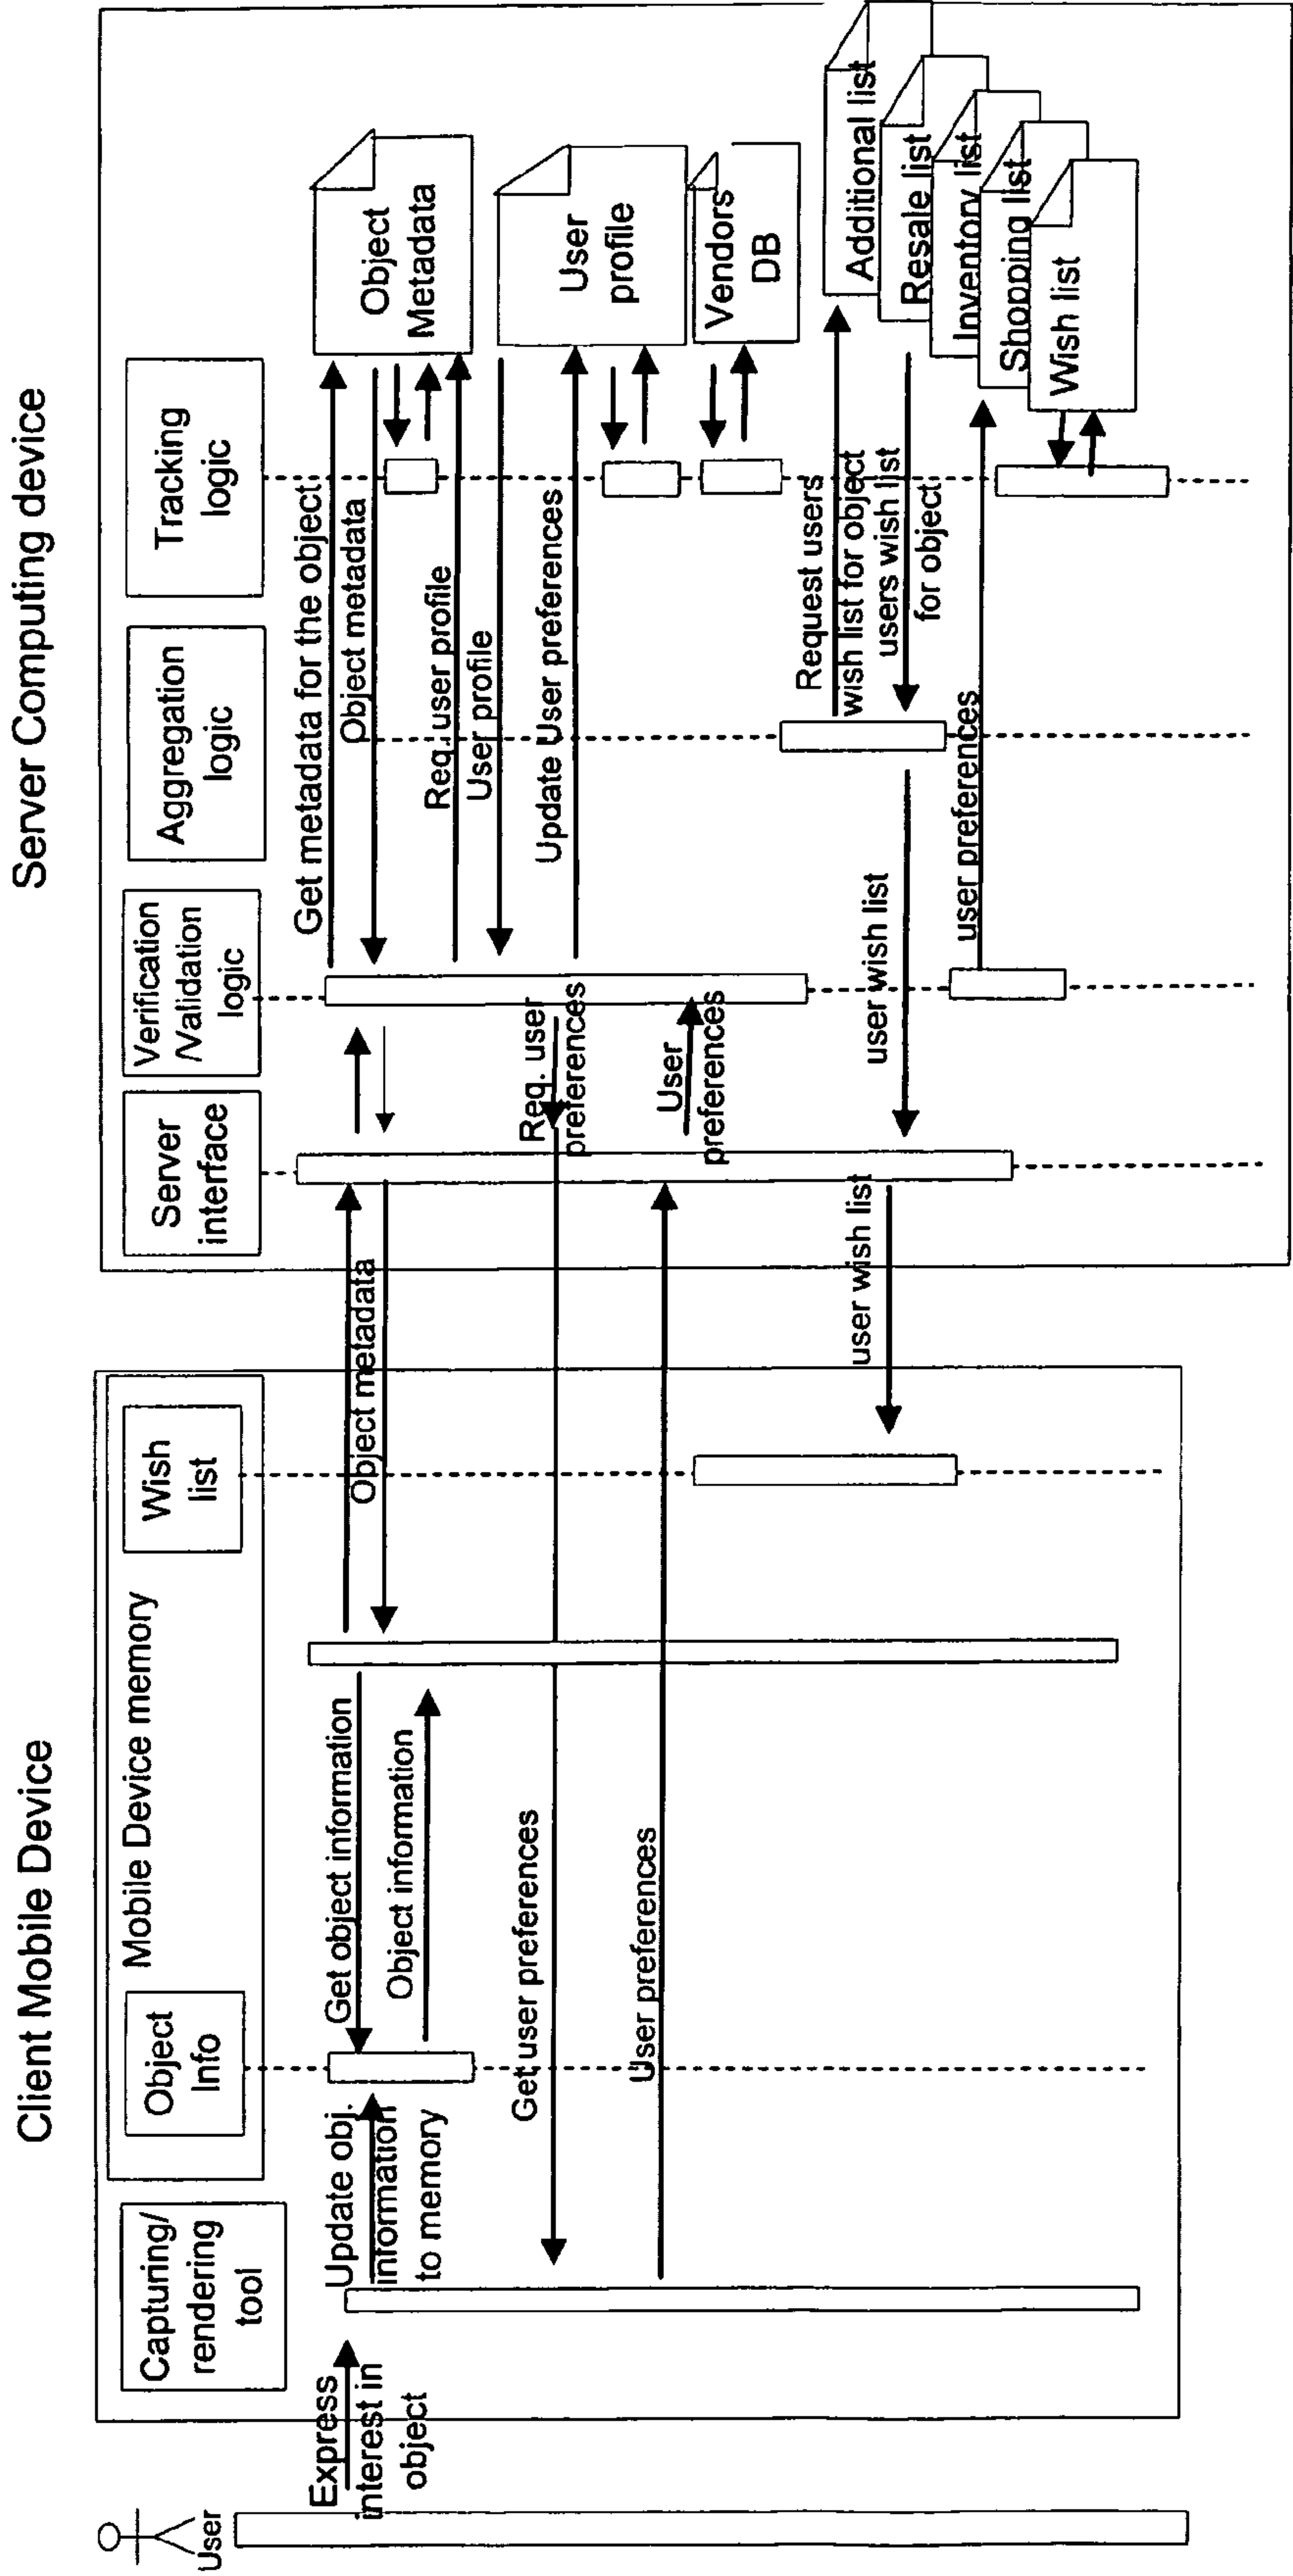 Client Mobile Device
Server Computing device
User
Capturing/
rendering
tool
Object
Info
Mobile Device memory
Wish
list
Server
interface
Verification
/Validation
logic
Aggregation
logic
Tracking
logic
Express
interest in
object
Update obj.
information
to memory
Get object information
Object information
Object metadata
Get metadata for the object
Object metadata
Object
Metadata
Req. user profile
User profile
Get user preferences
Req. user
preferences
Update User preferences
User
profile
User preferences
User
preferences
Vendors
DB
Request users
wish list for object
users wish list
for object
user wish list
user wish list
user preferences
Additional list
Resale list
Inventory list
Shopping list
Wish list